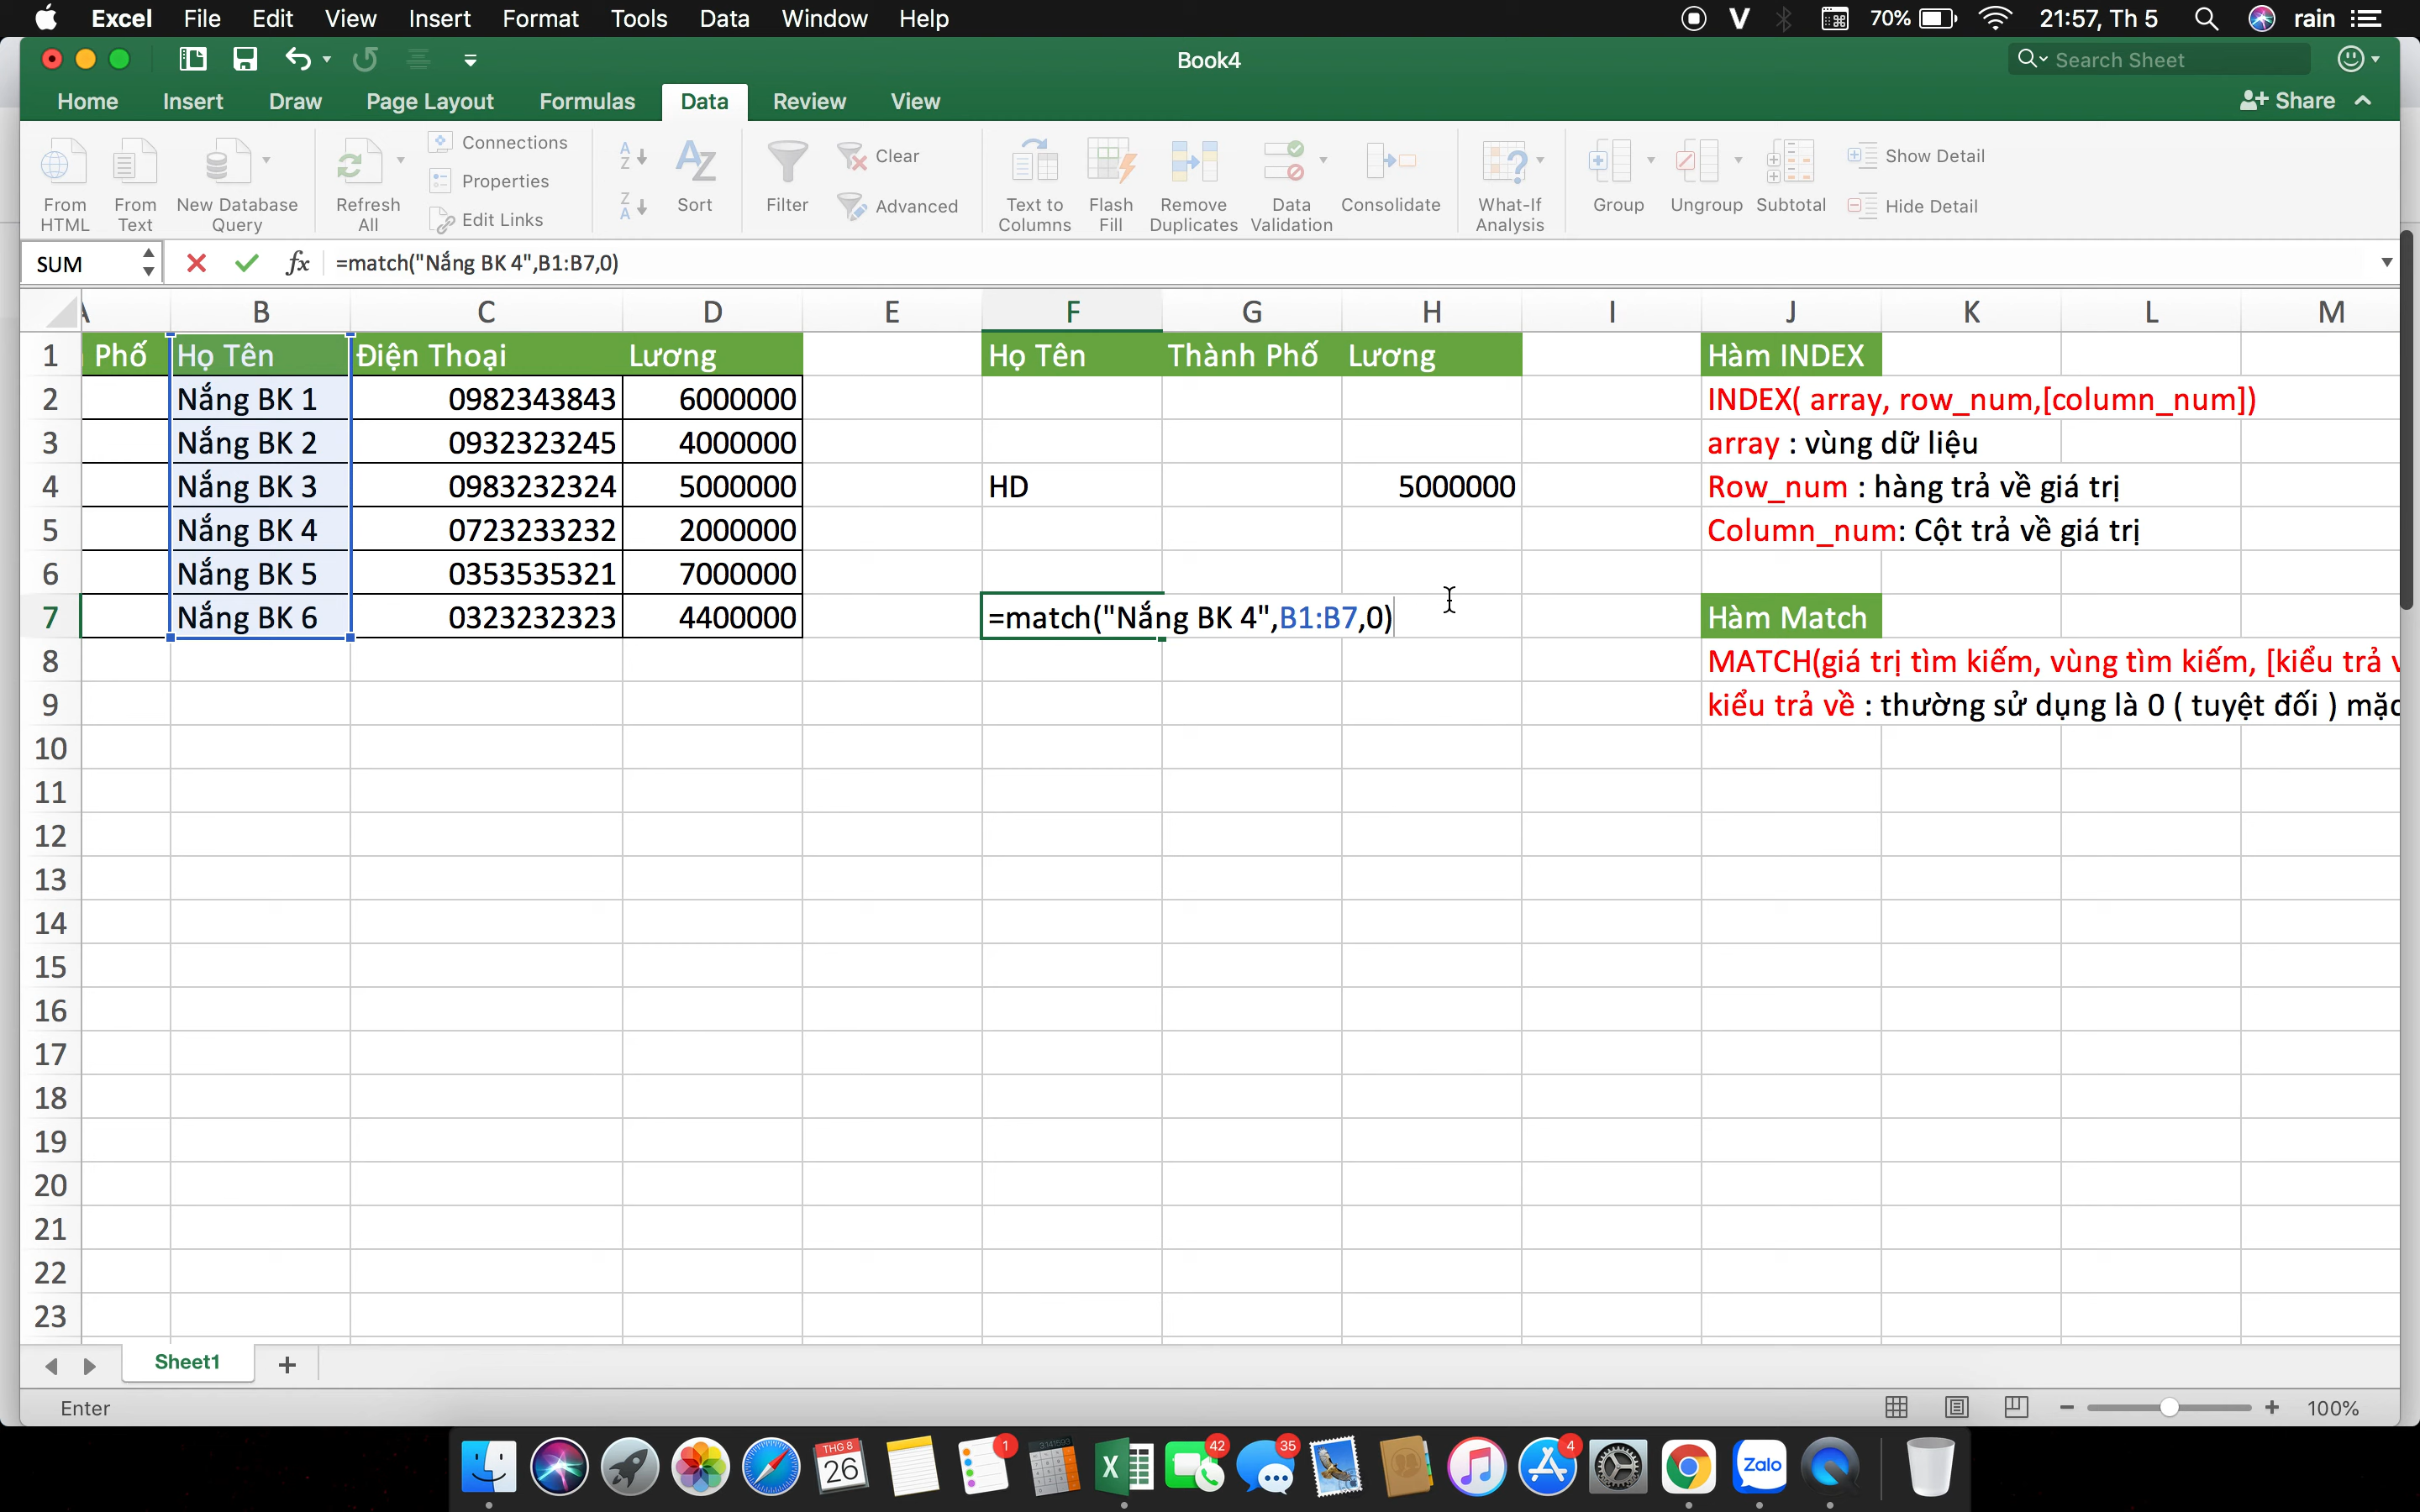 Excel File Edit View Insert Format Tools Data Window Help 70% 21:57, Th 5 rain
Book4
Search Sheet
Home Insert Draw Page Layout Formulas Data Review View Share
From HTML
From Text
New Database Query
Refresh All
Connections
Properties
Edit Links
A Z
Z A
Sort
Filter
Clear
Advanced
Text to Columns
Flash Fill
Remove Duplicates
Data Validation
Consolidate
What-If Analysis
Group
Ungroup
Subtotal
Show Detail
Hide Detail
SUM fx =match("Nắng BK 4",B1:B7,0)
A B C D E F G H I J K L M
1 Phố Họ Tên Điện Thoại Lương Họ Tên Thành Phố Lương Hàm INDEX
2 Nắng BK 1 0982343843 6000000 INDEX( array, row_num,[column_num])
3 Nắng BK 2 0932323245 4000000 array : vùng dữ liệu
4 Nắng BK 3 0983232324 5000000 HD 5000000 Row_num : hàng trả về giá trị
5 Nắng BK 4 0723233232 2000000 Column_num: Cột trả về giá trị
6 Nắng BK 5 0353535321 7000000
7 Nắng BK 6 0323232323 4400000 =match("Nắng BK 4",B1:B7,0) Hàm Match
8 MATCH(giá trị tìm kiếm, vùng tìm kiếm, [kiểu trả v
9 kiểu trả về : thường sử dụng là 0 ( tuyệt đối ) mặc
10
11
12
13
14
15
16
17
18
19
20
21
22
23
Sheet1 +
Enter 100%
THG 8
26
1
42
35
4
Zalo